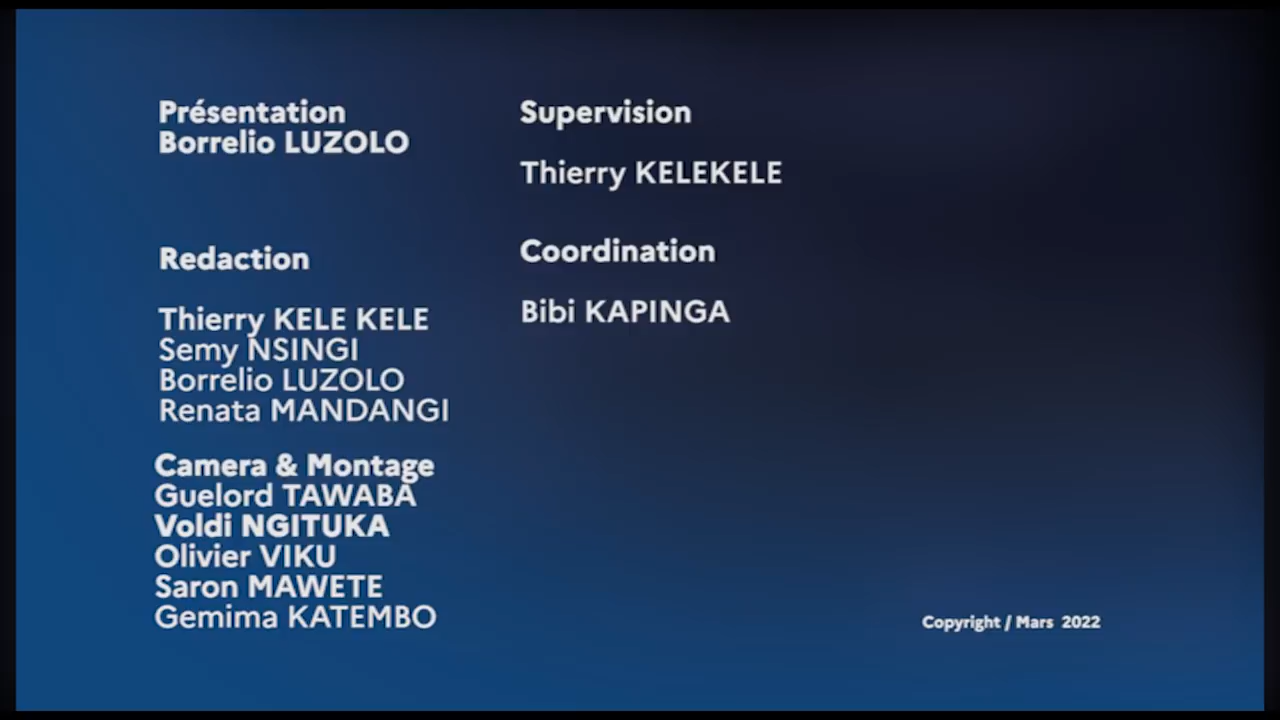 Présentation
Borrelio LUZOLO
Redaction
Thierry KELE KELE
Semy NSINGI
Borrelio LUZOLO
Renata MANDANGI
Camera & Montage
Guelord TAWABA
Voldi NGITUKA
Olivier VIKU
Saron MAWETE
Gemima KATEMBO
Supervision
Thierry KELEKELE
Coordination
Bibi KAPINGA
Copyright / Mars 2022